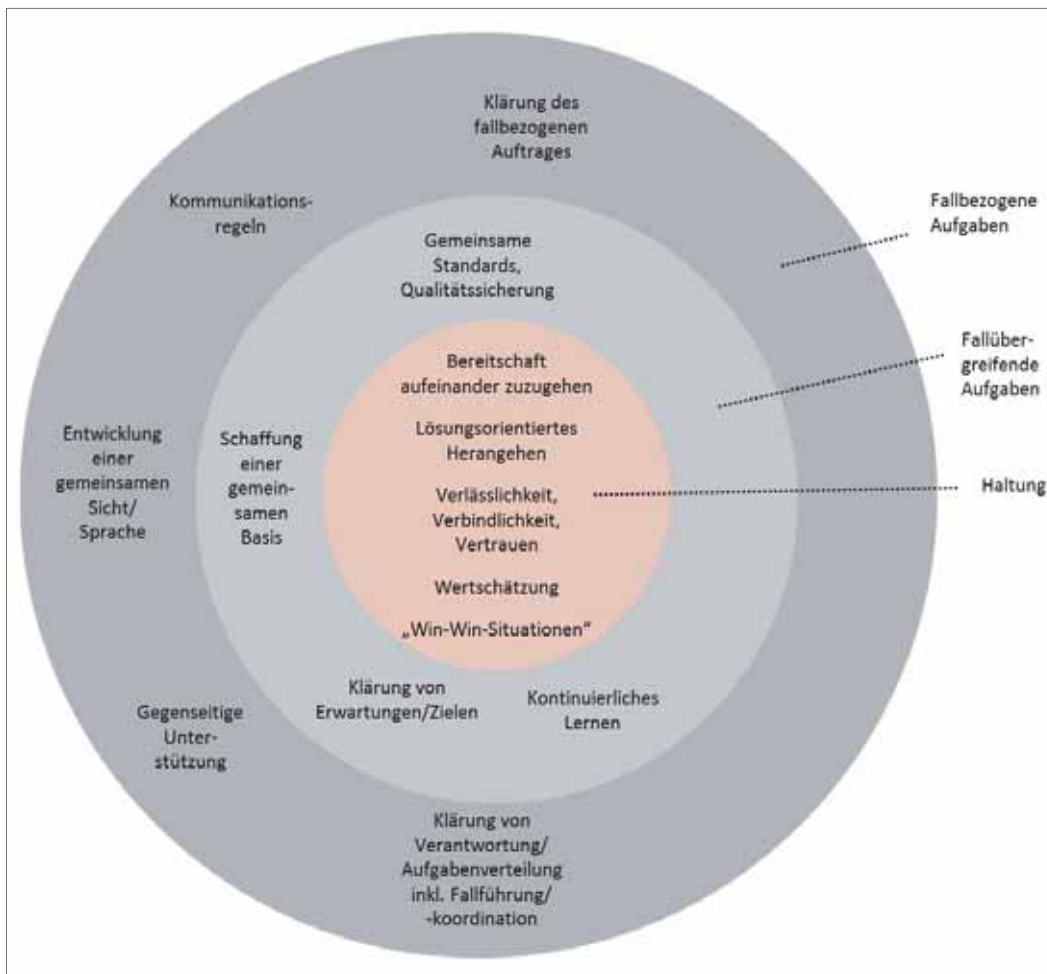 Klärung des
fallbezogenen
Auftrages
Kommunikations-
regeln
Fallbezogene
Aufgaben
Gemeinsame
Standards,
Qualitätssicherung
Fallüber-
greifende
Aufgaben
Bereitschaft
aufeinander zuzugehen
Lösungsorientiertes
Herangehen
Verlässlichkeit,
Verbindlichkeit,
Vertrauen
Wertschätzung
„Win-Win-Situationen“
Haltung
Entwicklung
einer
gemeinsamen
Sicht/
Sprache
Schaffung
einer
gemein-
samen
Basis
Klärung von
Erwartungen/Zielen
Kontinuierliches
Lernen
Gegenseitige
Unter-
stützung
Klärung von
Verantwortung/
Aufgabenverteilung
inkl. Fallführung/
-koordination